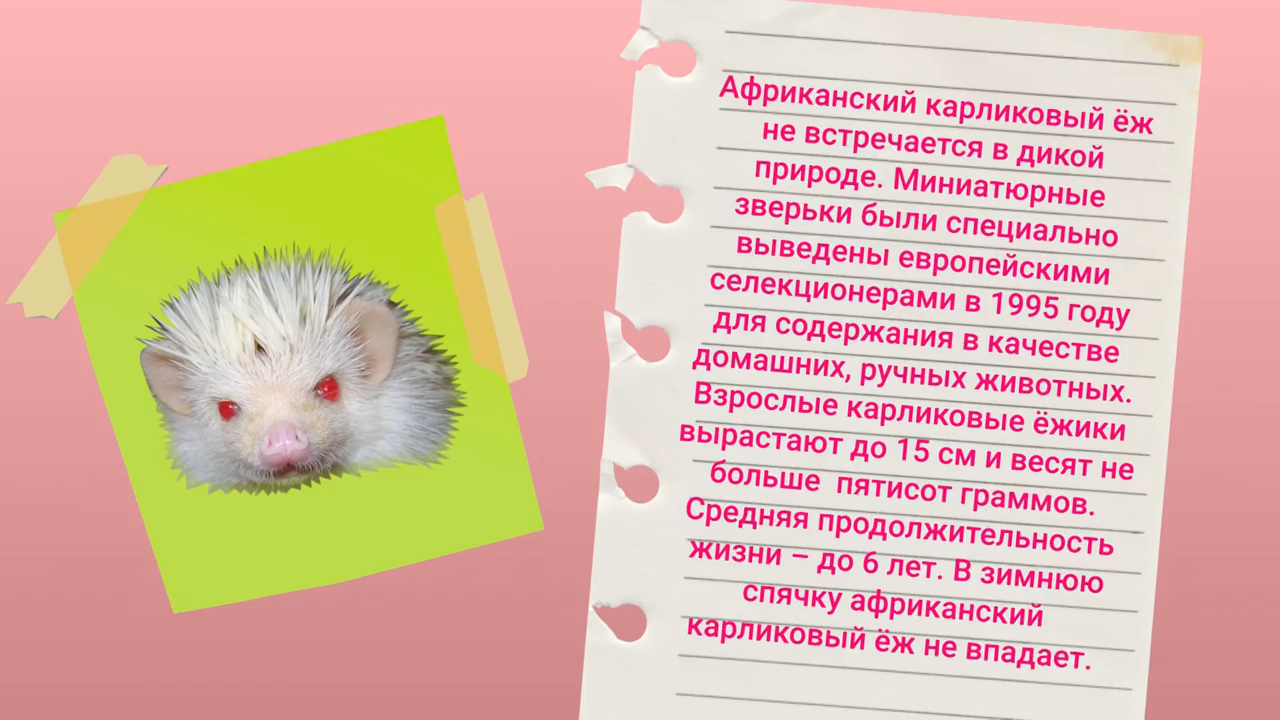 Африканский карликовый ёж
не встречается в дикой
природе. Миниатюрные
зверьки были специально
выведены европейскими
селекционерами в 1995 году
для содержания в качестве
домашних, ручных животных.
Взрослые карликовые ёжики
вырастают до 15 см и весят не
больше  пятисот граммов.
Средняя продолжительность
жизни – до 6 лет. В зимнюю
спячку африканский
карликовый ёж не впадает.